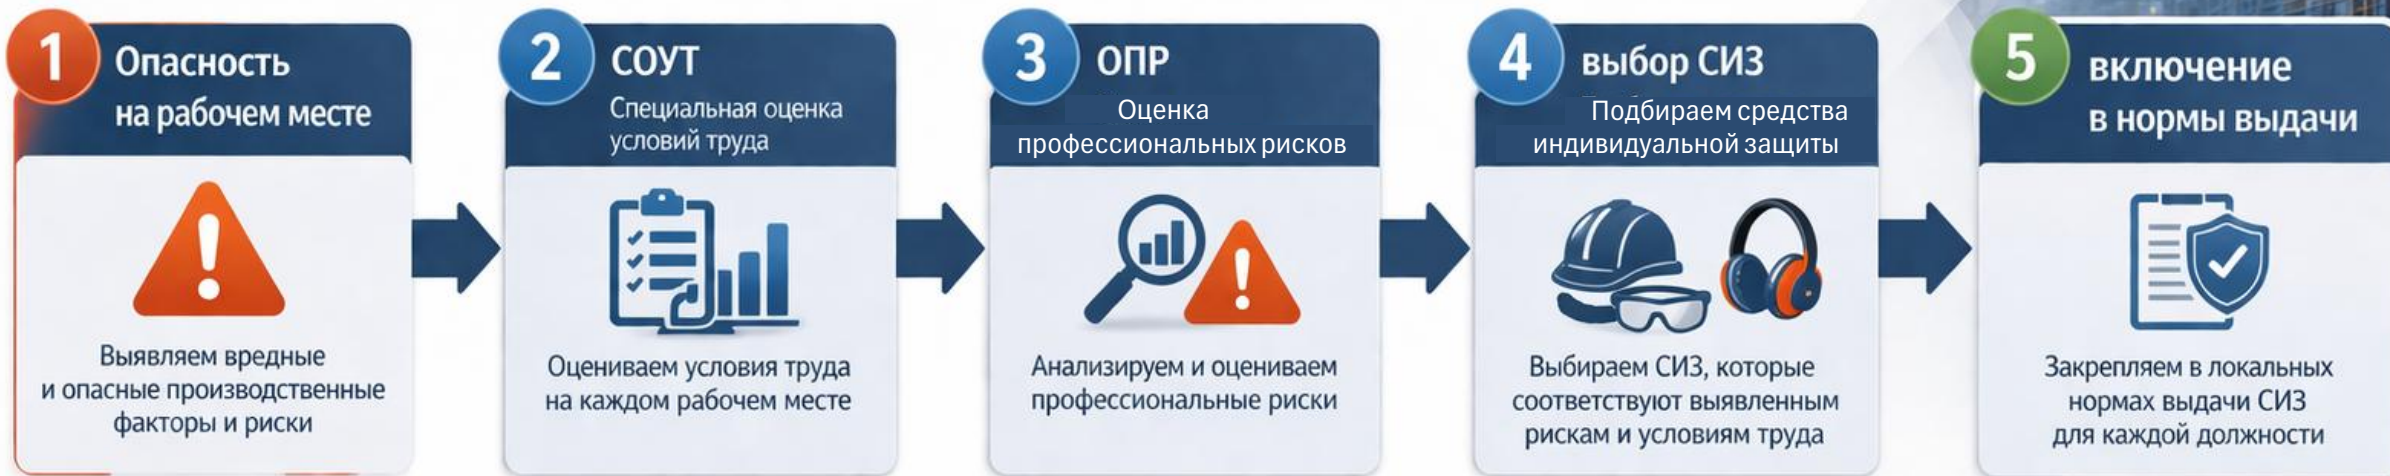 1
Опасность
на рабочем месте
Выявляем вредные
и опасные производственные
факторы и риски
2
СОУТ
Специальная оценка
условий труда
Оцениваем условия труда
на каждом рабочем месте
3
ОПР
Оценка
профессиональных рисков
Анализируем и оцениваем
профессиональные риски
4
выбор СИЗ
Подбираем средства
индивидуальной защиты
Выбираем СИЗ, которые
соответствуют выявленным
рискам и условиям труда
5
включение
в нормы выдачи
Закрепляем в локальных
нормах выдачи СИЗ
для каждой должности